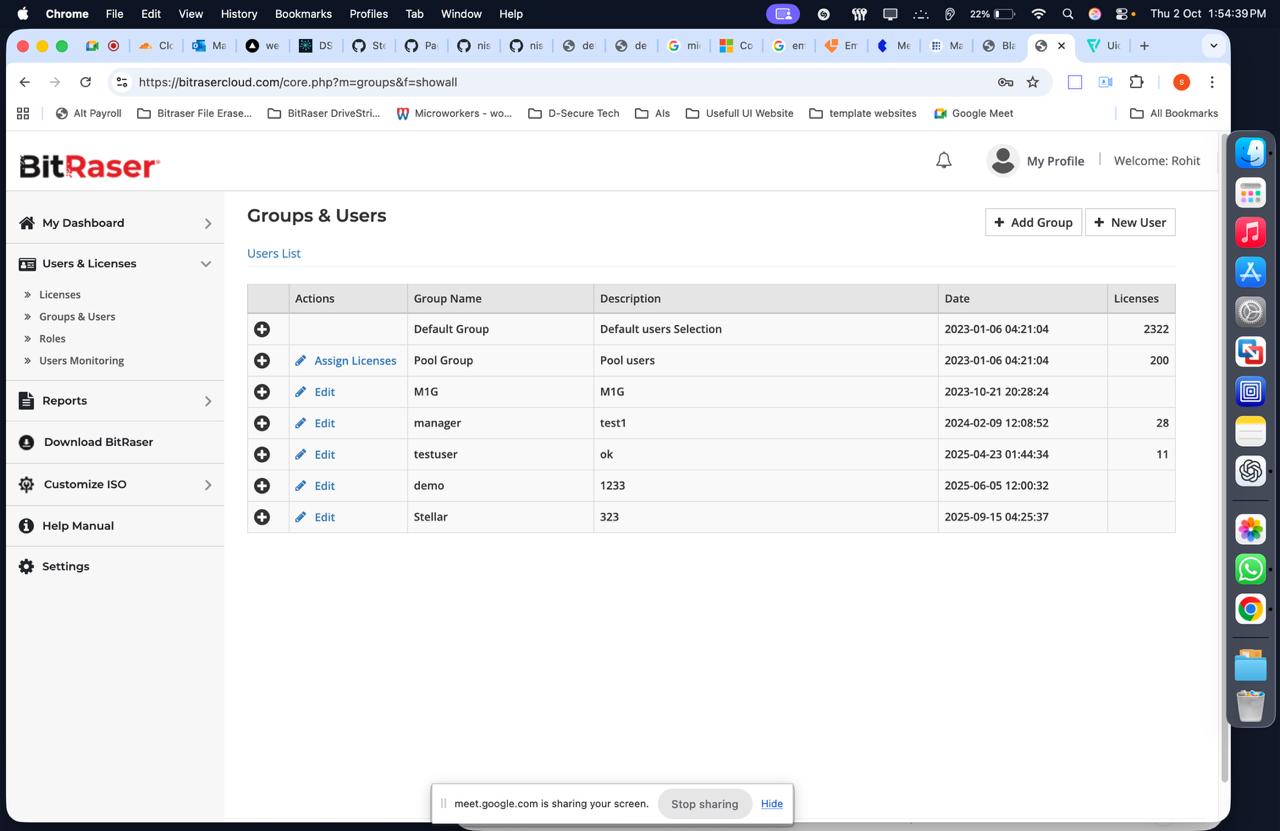 Chrome File Edit View History Bookmarks Profiles Tab Window Help 22% Thu 2 Oct 1:54:39 PM
Clo Ma we DS Sto Pa nis nis de de mi Co em Em Me Ma Bla Uic
https://bitrasercloud.com/core.php?m=groups&f=showall S
Alt Payroll Bitraser File Erase... BitRaser DriveStri... Microworkers - wo... D-Secure Tech AIs Usefull UI Website template websites Google Meet All Bookmarks
BitRaser® My Profile Welcome: Rohit
My Dashboard
Users & Licenses
Licenses
Groups & Users
Roles
Users Monitoring
Reports
Download BitRaser
Customize ISO
Help Manual
Settings
Groups & Users + Add Group + New User
Users List
Actions Group Name Description Date Licenses
Default Group Default users Selection 2023-01-06 04:21:04 2322
Assign Licenses Pool Group Pool users 2023-01-06 04:21:04 200
Edit M1G M1G 2023-10-21 20:28:24
Edit manager test1 2024-02-09 12:08:52 28
Edit testuser ok 2025-04-23 01:44:34 11
Edit demo 1233 2025-06-05 12:00:32
Edit Stellar 323 2025-09-15 04:25:37
meet.google.com is sharing your screen. Stop sharing Hide